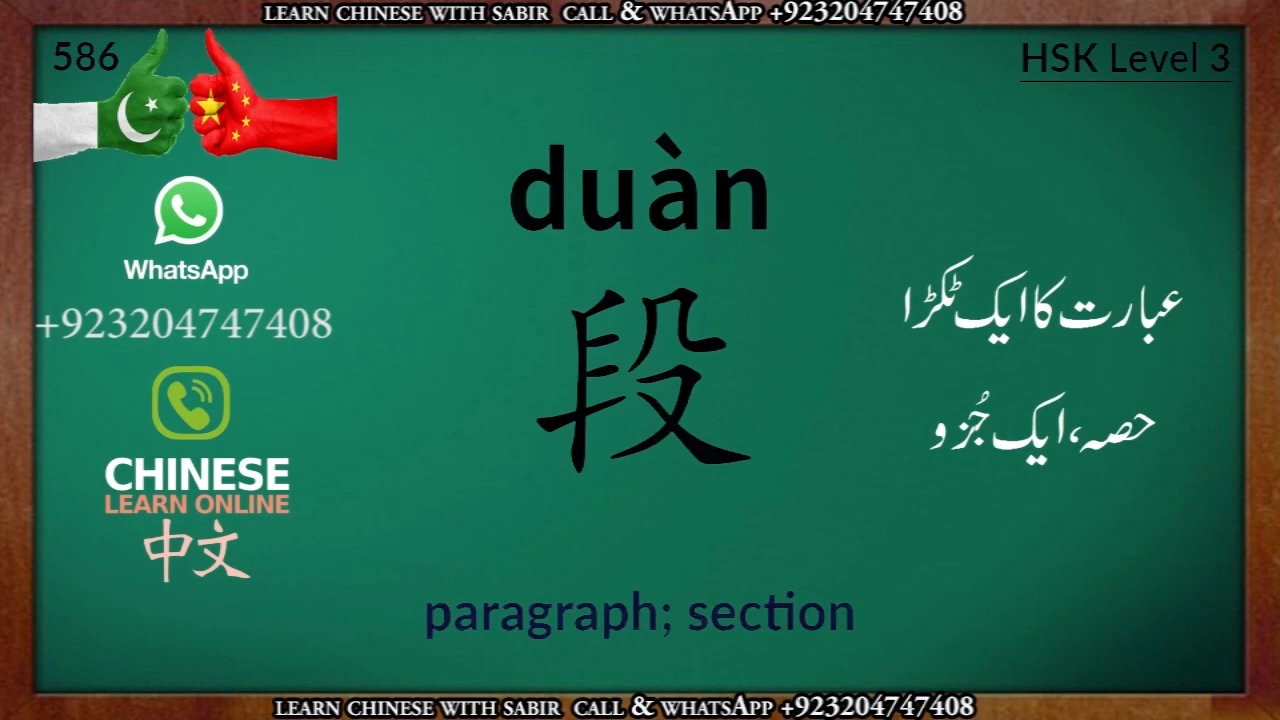 LEARN CHINESE WITH SABIR CALL & WHATSAPP +923204747408
586
HSK Level 3
duàn
段
WhatsApp
+923204747408
عبارت کا ایک ٹکڑا
حصہ، ایک جُزو
CHINESE
LEARN ONLINE
中文
paragraph; section
LEARN CHINESE WITH SABIR CALL & WHATSAPP +923204747408